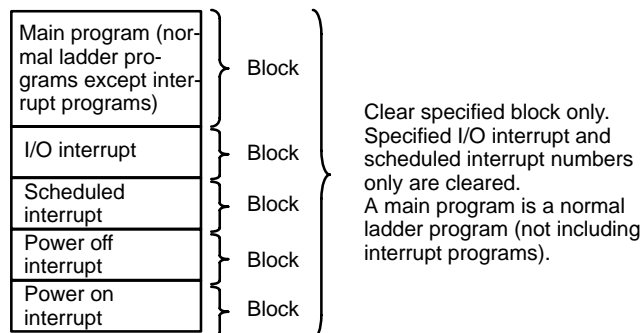 Main program (nor-
mal ladder pro-
grams except inter-
rupt programs)
Block
I/O interrupt
Block
Scheduled
interrupt
Block
Power off
interrupt
Block
Power on
interrupt
Block
Clear specified block only.
Specified I/O interrupt and
scheduled interrupt numbers
only are cleared.
A main program is a normal
ladder program (not including
interrupt programs).